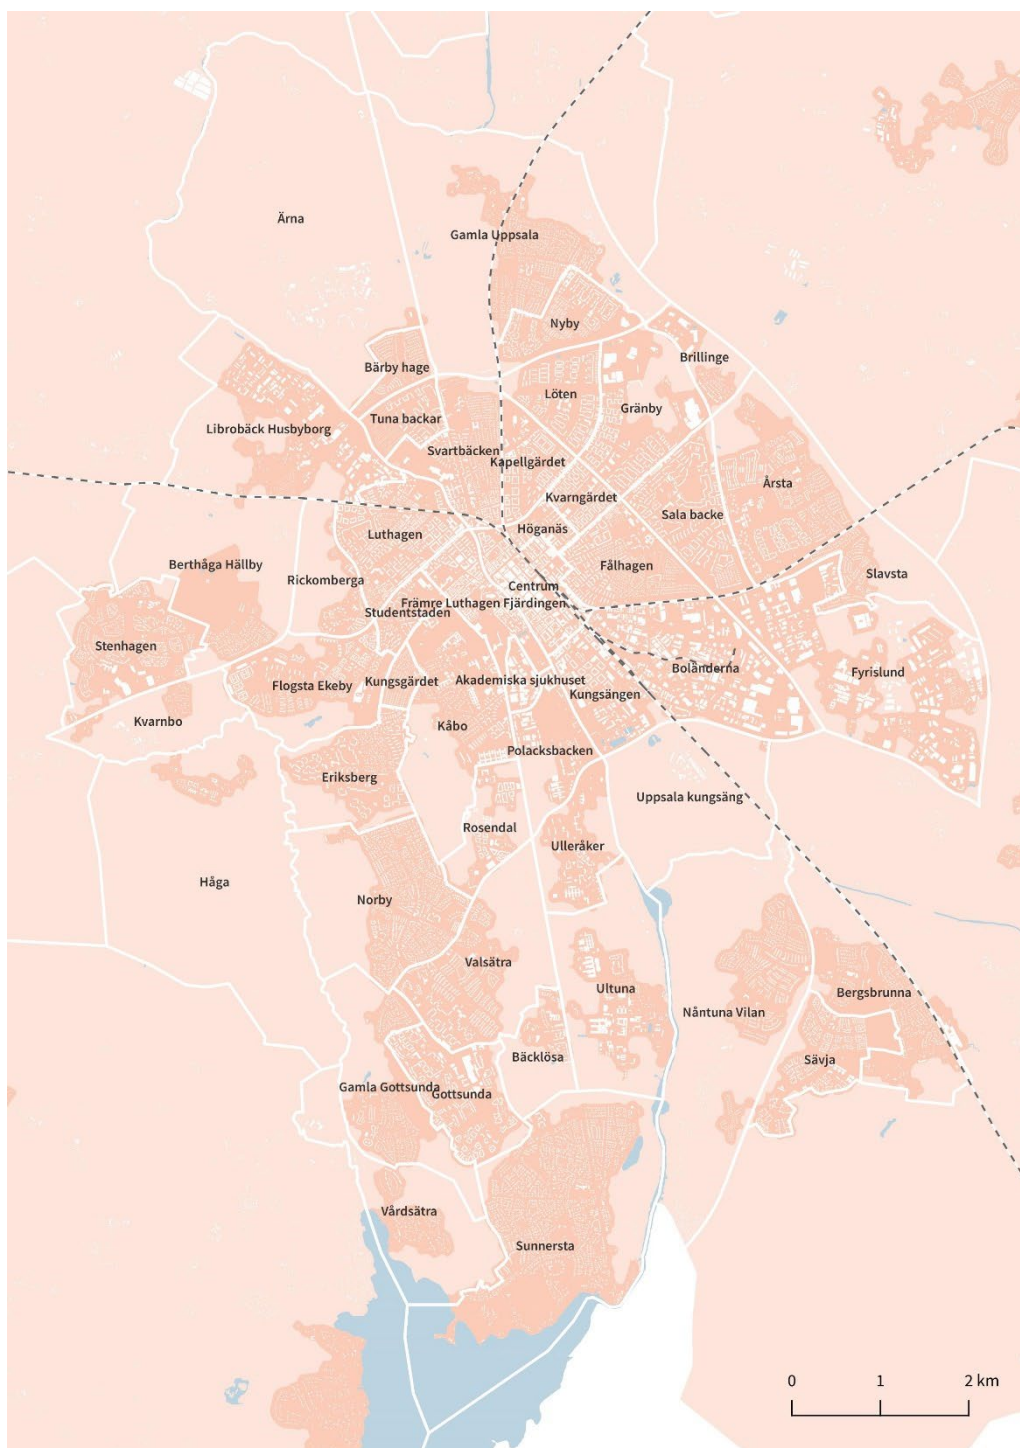 Ärna
Gamla Uppsala
Nyby
Brillinge
Bärby hage
Löten
Gränby
Tuna backar
Librobäck Husbyborg
Svartbäcken
Kapellgärdet
Årsta
Kvarngärdet
Sala backe
Höganäs
Luthagen
Berthåga Hällby
Fålhagen
Slavsta
Rickomberga
Centrum
Främre Luthagen Fjärdingen
Studentstaden
Stenhagen
Boländerna
Fyrislund
Flogsta Ekeby
Kungsgärdet
Akademiska sjukhuset
Kungsängen
Kvarnbo
Kåbo
Polacksbacken
Eriksberg
Uppsala kungsäng
Rosendal
Ulleråker
Håga
Norby
Valsätra
Ultuna
Bergsbrunna
Nåntuna Vilan
Bäcklösa
Sävja
Gamla Gottsunda
Gottsunda
Vårdsätra
Sunnersta
0 1 2 km